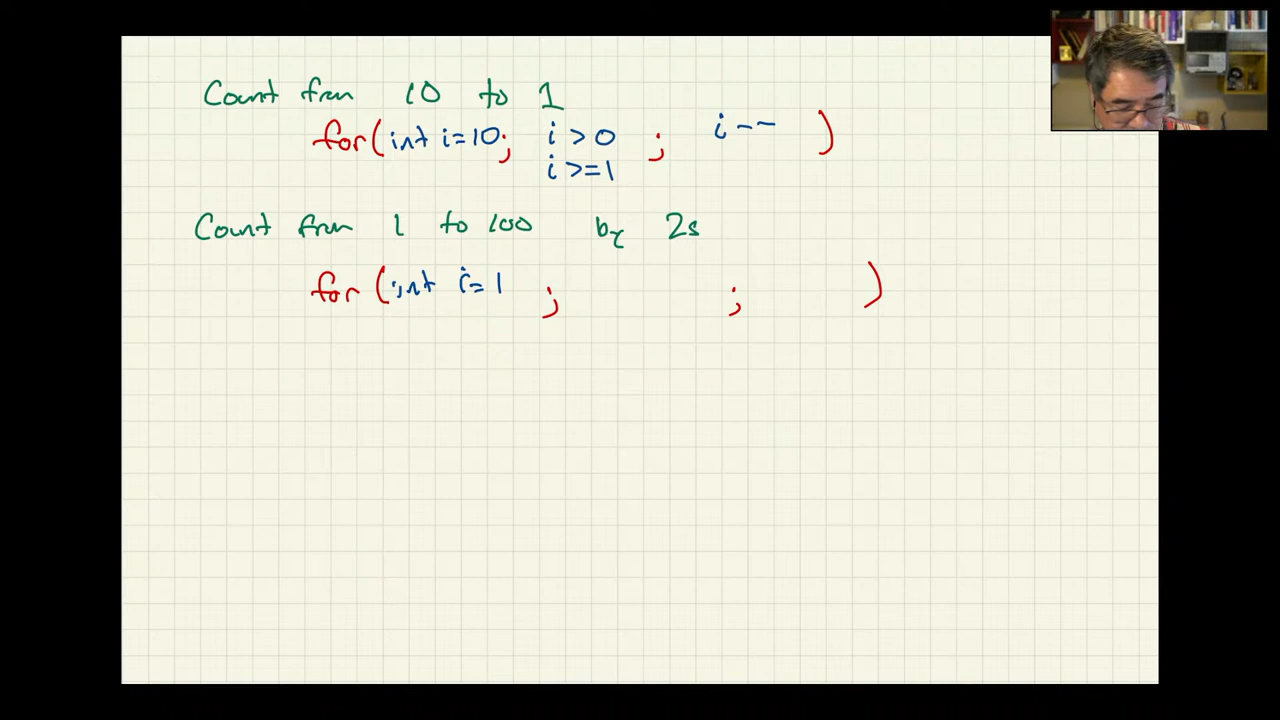 Count from 10 to 1
for(int i=10; i>0 ; i-- )
i>=1
Count from 1 to 100 by 2s
for (int i=1 ; ; )